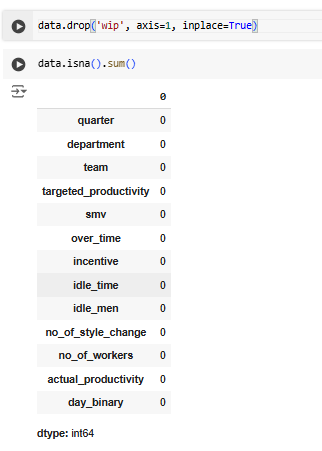 data.drop('wip', axis=1, inplace=True)
data.isna().sum()
0
quarter 0
department 0
team 0
targeted_productivity 0
smv 0
over_time 0
incentive 0
idle_time 0
idle_men 0
no_of_style_change 0
no_of_workers 0
actual_productivity 0
day_binary 0
dtype: int64